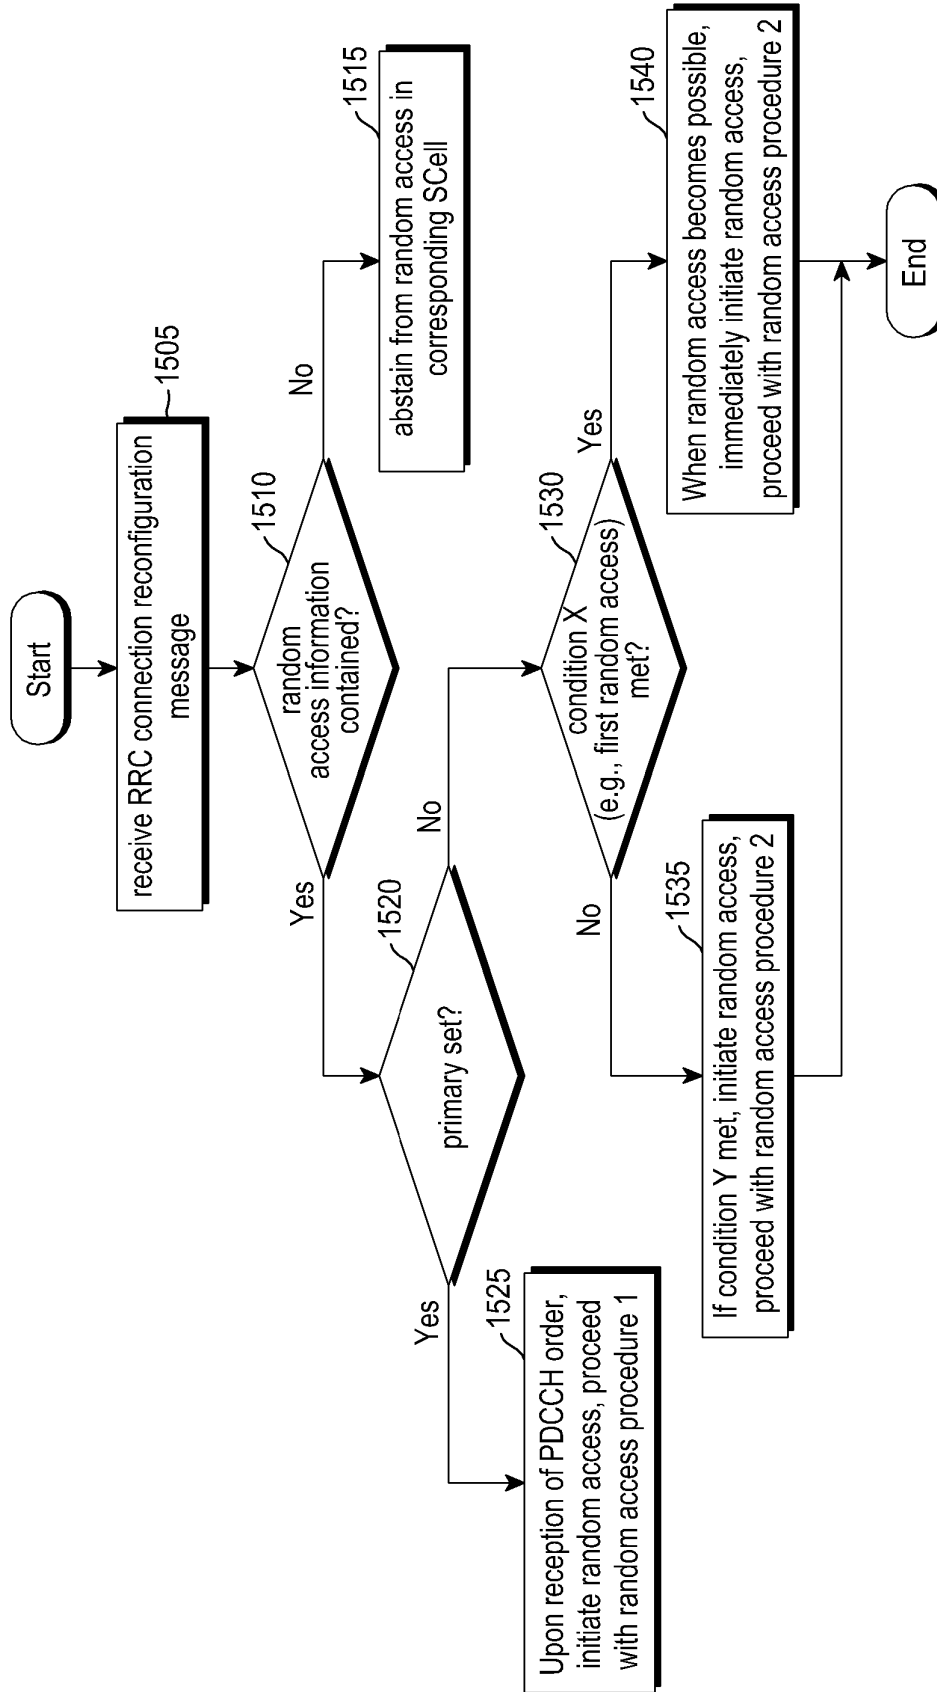 Start
receive RRC connection reconfiguration
message
1505
random
access information
contained?
1510
Yes
No
abstain from random access in
corresponding SCell
1515
primary set?
1520
Yes
No
Upon reception of PDCCH order,
initiate random access, proceed
with random access procedure 1
1525
condition X
(e.g., first random access)
met?
1530
No
Yes
If condition Y met, initiate random access,
proceed with random access procedure 2
1535
When random access becomes possible,
immediately initiate random access,
proceed with random access procedure 2
1540
End